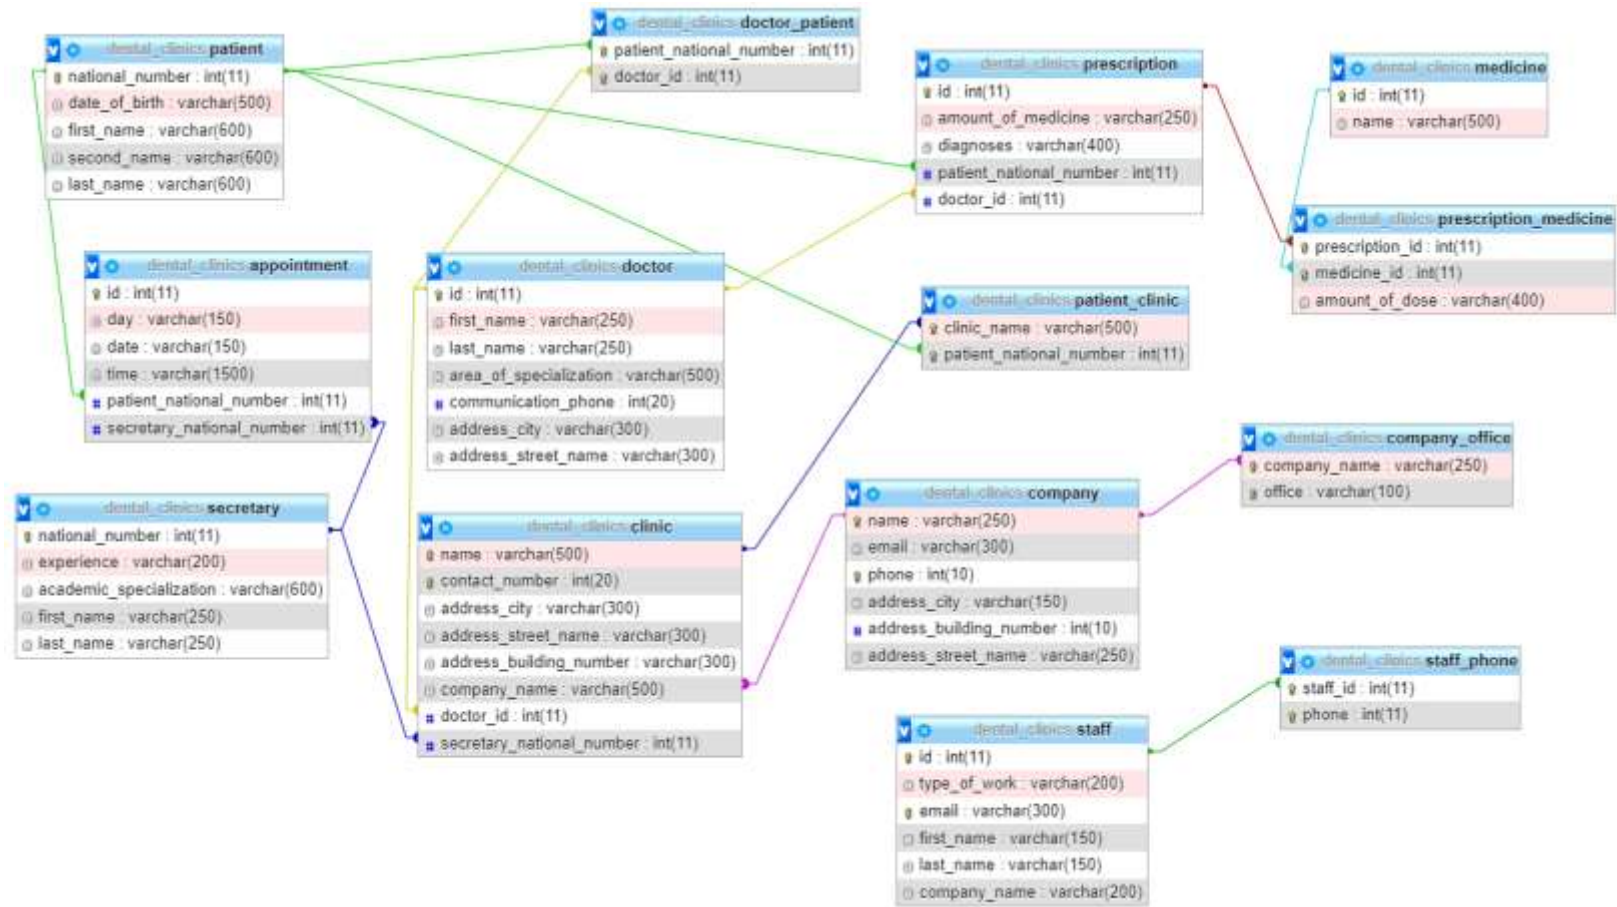 dental_clinics patient
national_number : int(11)
date_of_birth : varchar(500)
first_name : varchar(600)
second_name : varchar(600)
last_name : varchar(600)
dental_clinics doctor_patient
patient_national_number : int(11)
doctor_id : int(11)
dental_clinics prescription
id : int(11)
amount_of_medicine : varchar(250)
diagnoses : varchar(400)
patient_national_number : int(11)
doctor_id : int(11)
dental_clinics medicine
id : int(11)
name : varchar(500)
dental_clinics prescription_medicine
prescription_id : int(11)
medicine_id : int(11)
amount_of_dose : varchar(400)
dental_clinics appointment
id : int(11)
day : varchar(150)
date : varchar(150)
time : varchar(1500)
patient_national_number : int(11)
secretary_national_number : int(11)
dental_clinics doctor
id : int(11)
first_name : varchar(250)
last_name : varchar(250)
area_of_specialization : varchar(500)
communication_phone : int(20)
address_city : varchar(300)
address_street_name : varchar(300)
dental_clinics patient_clinic
clinic_name : varchar(500)
patient_national_number : int(11)
dental_clinics company_office
company_name : varchar(250)
office : varchar(100)
dental_clinics secretary
national_number : int(11)
experience : varchar(200)
academic_specialization : varchar(600)
first_name : varchar(250)
last_name : varchar(250)
dental_clinics clinic
name : varchar(500)
contact_number : int(20)
address_city : varchar(300)
address_street_name : varchar(300)
address_building_number : varchar(300)
company_name : varchar(500)
doctor_id : int(11)
secretary_national_number : int(11)
dental_clinics company
name : varchar(250)
email : varchar(300)
phone : int(10)
address_city : varchar(150)
address_building_number : int(10)
address_street_name : varchar(250)
dental_clinics staff_phone
staff_id : int(11)
phone : int(11)
dental_clinics staff
id : int(11)
type_of_work : varchar(200)
email : varchar(300)
first_name : varchar(150)
last_name : varchar(150)
company_name : varchar(200)